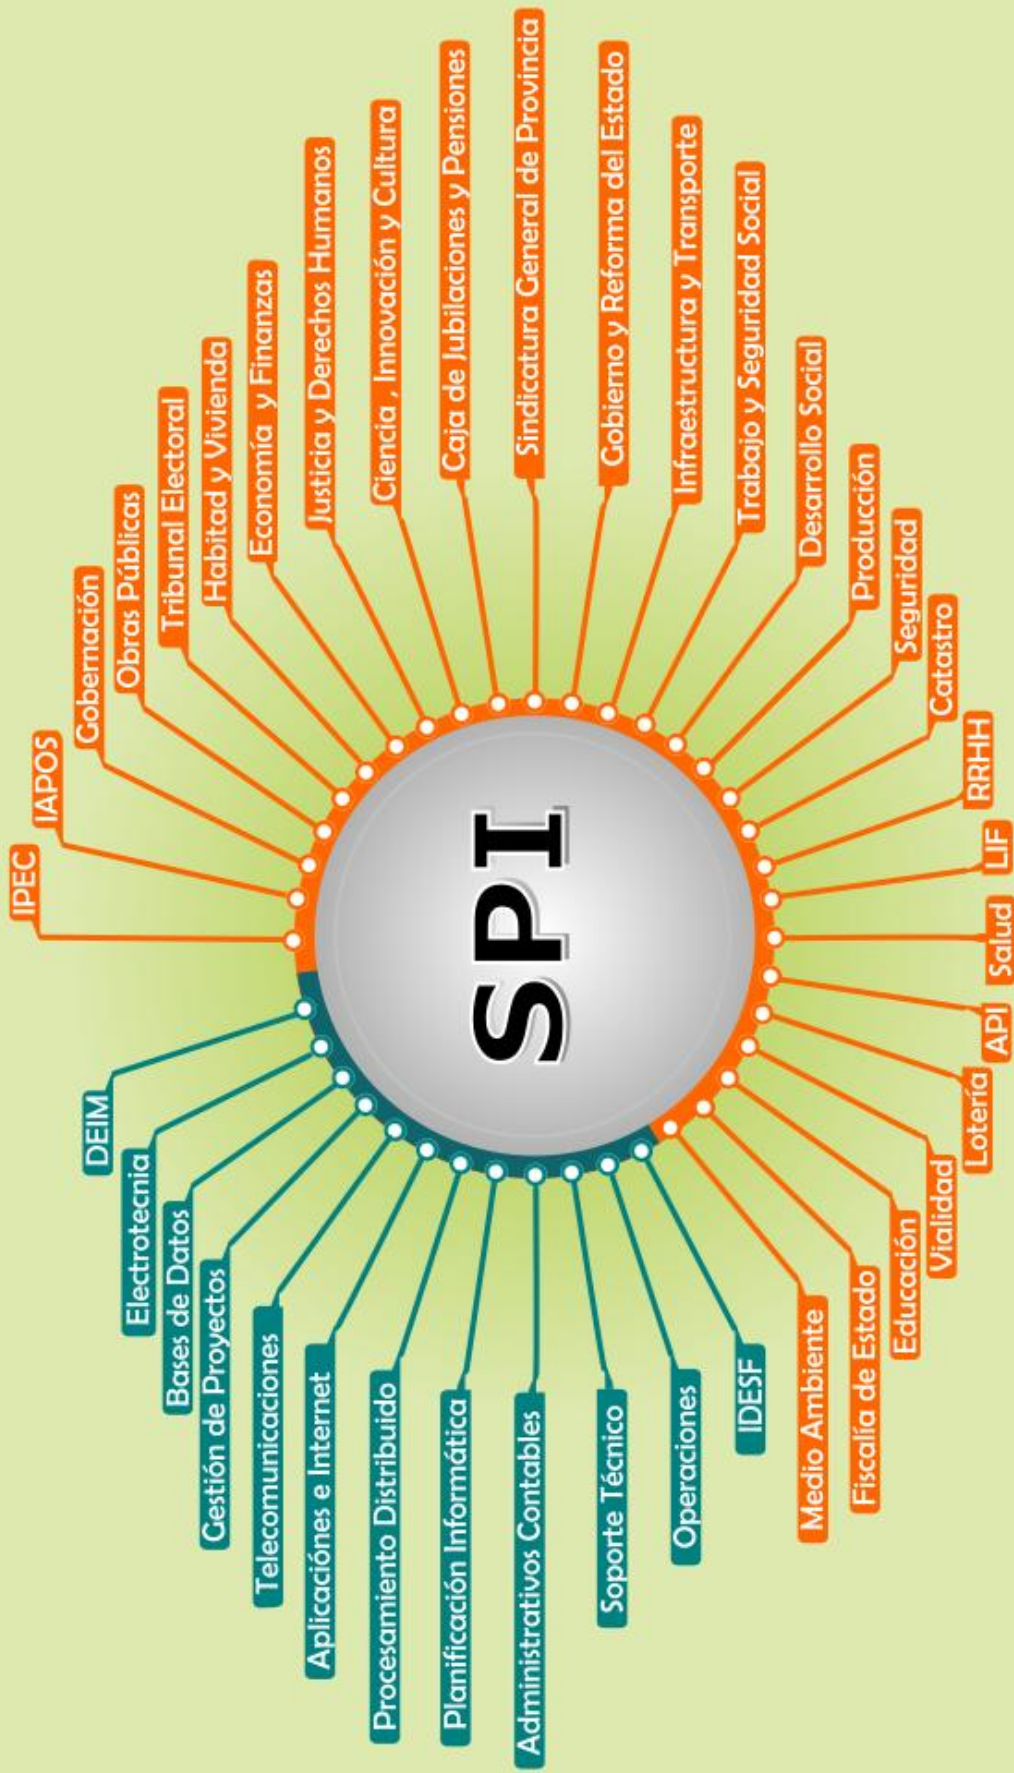 SPI
IPEC
IAPOS
Gobernación
Obras Públicas
Tribunal Electoral
Habitad y Vivienda
Economía y Finanzas
Justicia y Derechos Humanos
Ciencia , Innovación y Cultura
Caja de Jubilaciones y Pensiones
Sindicatura General de Provincia
Gobierno y Reforma del Estado
Infraestructura y Transporte
Trabajo y Seguridad Social
Desarrollo Social
Producción
Seguridad
Catastro
RRHH
LIF
Salud
API
Lotería
Vialidad
Educación
Fiscalía de Estado
Medio Ambiente
IDESF
Operaciones
Soporte Técnico
Administrativos Contables
Planificación Informática
Procesamiento Distribuido
Aplicaciónes e Internet
Telecomunicaciones
Gestión de Proyectos
Bases de Datos
Electrotecnia
DEIM